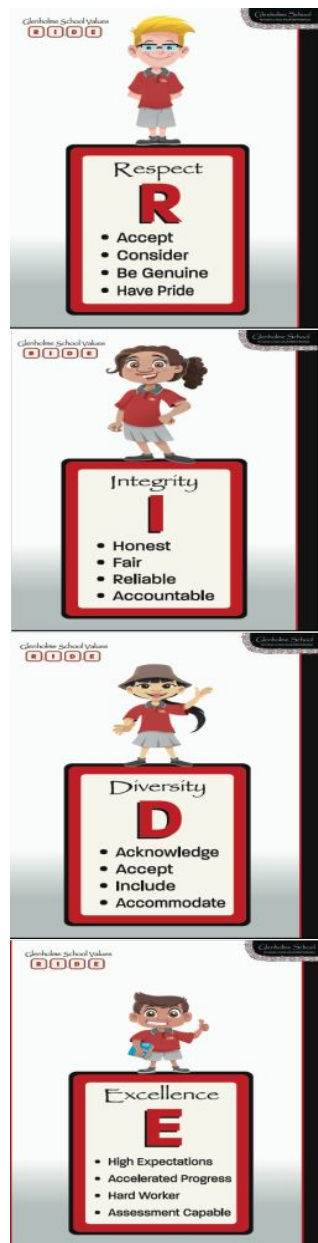 Glenholme School Values
R I D E
Glenholme School
Respect
R
• Accept
• Consider
• Be Genuine
• Have Pride
Glenholme School Values
R I D E
Glenholme School
Integrity
I
• Honest
• Fair
• Reliable
• Accountable
Glenholme School Values
R I D E
Glenholme School
Diversity
D
• Acknowledge
• Accept
• Include
• Accommodate
Glenholme School Values
R I D E
Glenholme School
Excellence
E
• High Expectations
• Accelerated Progress
• Hard Worker
• Assessment Capable